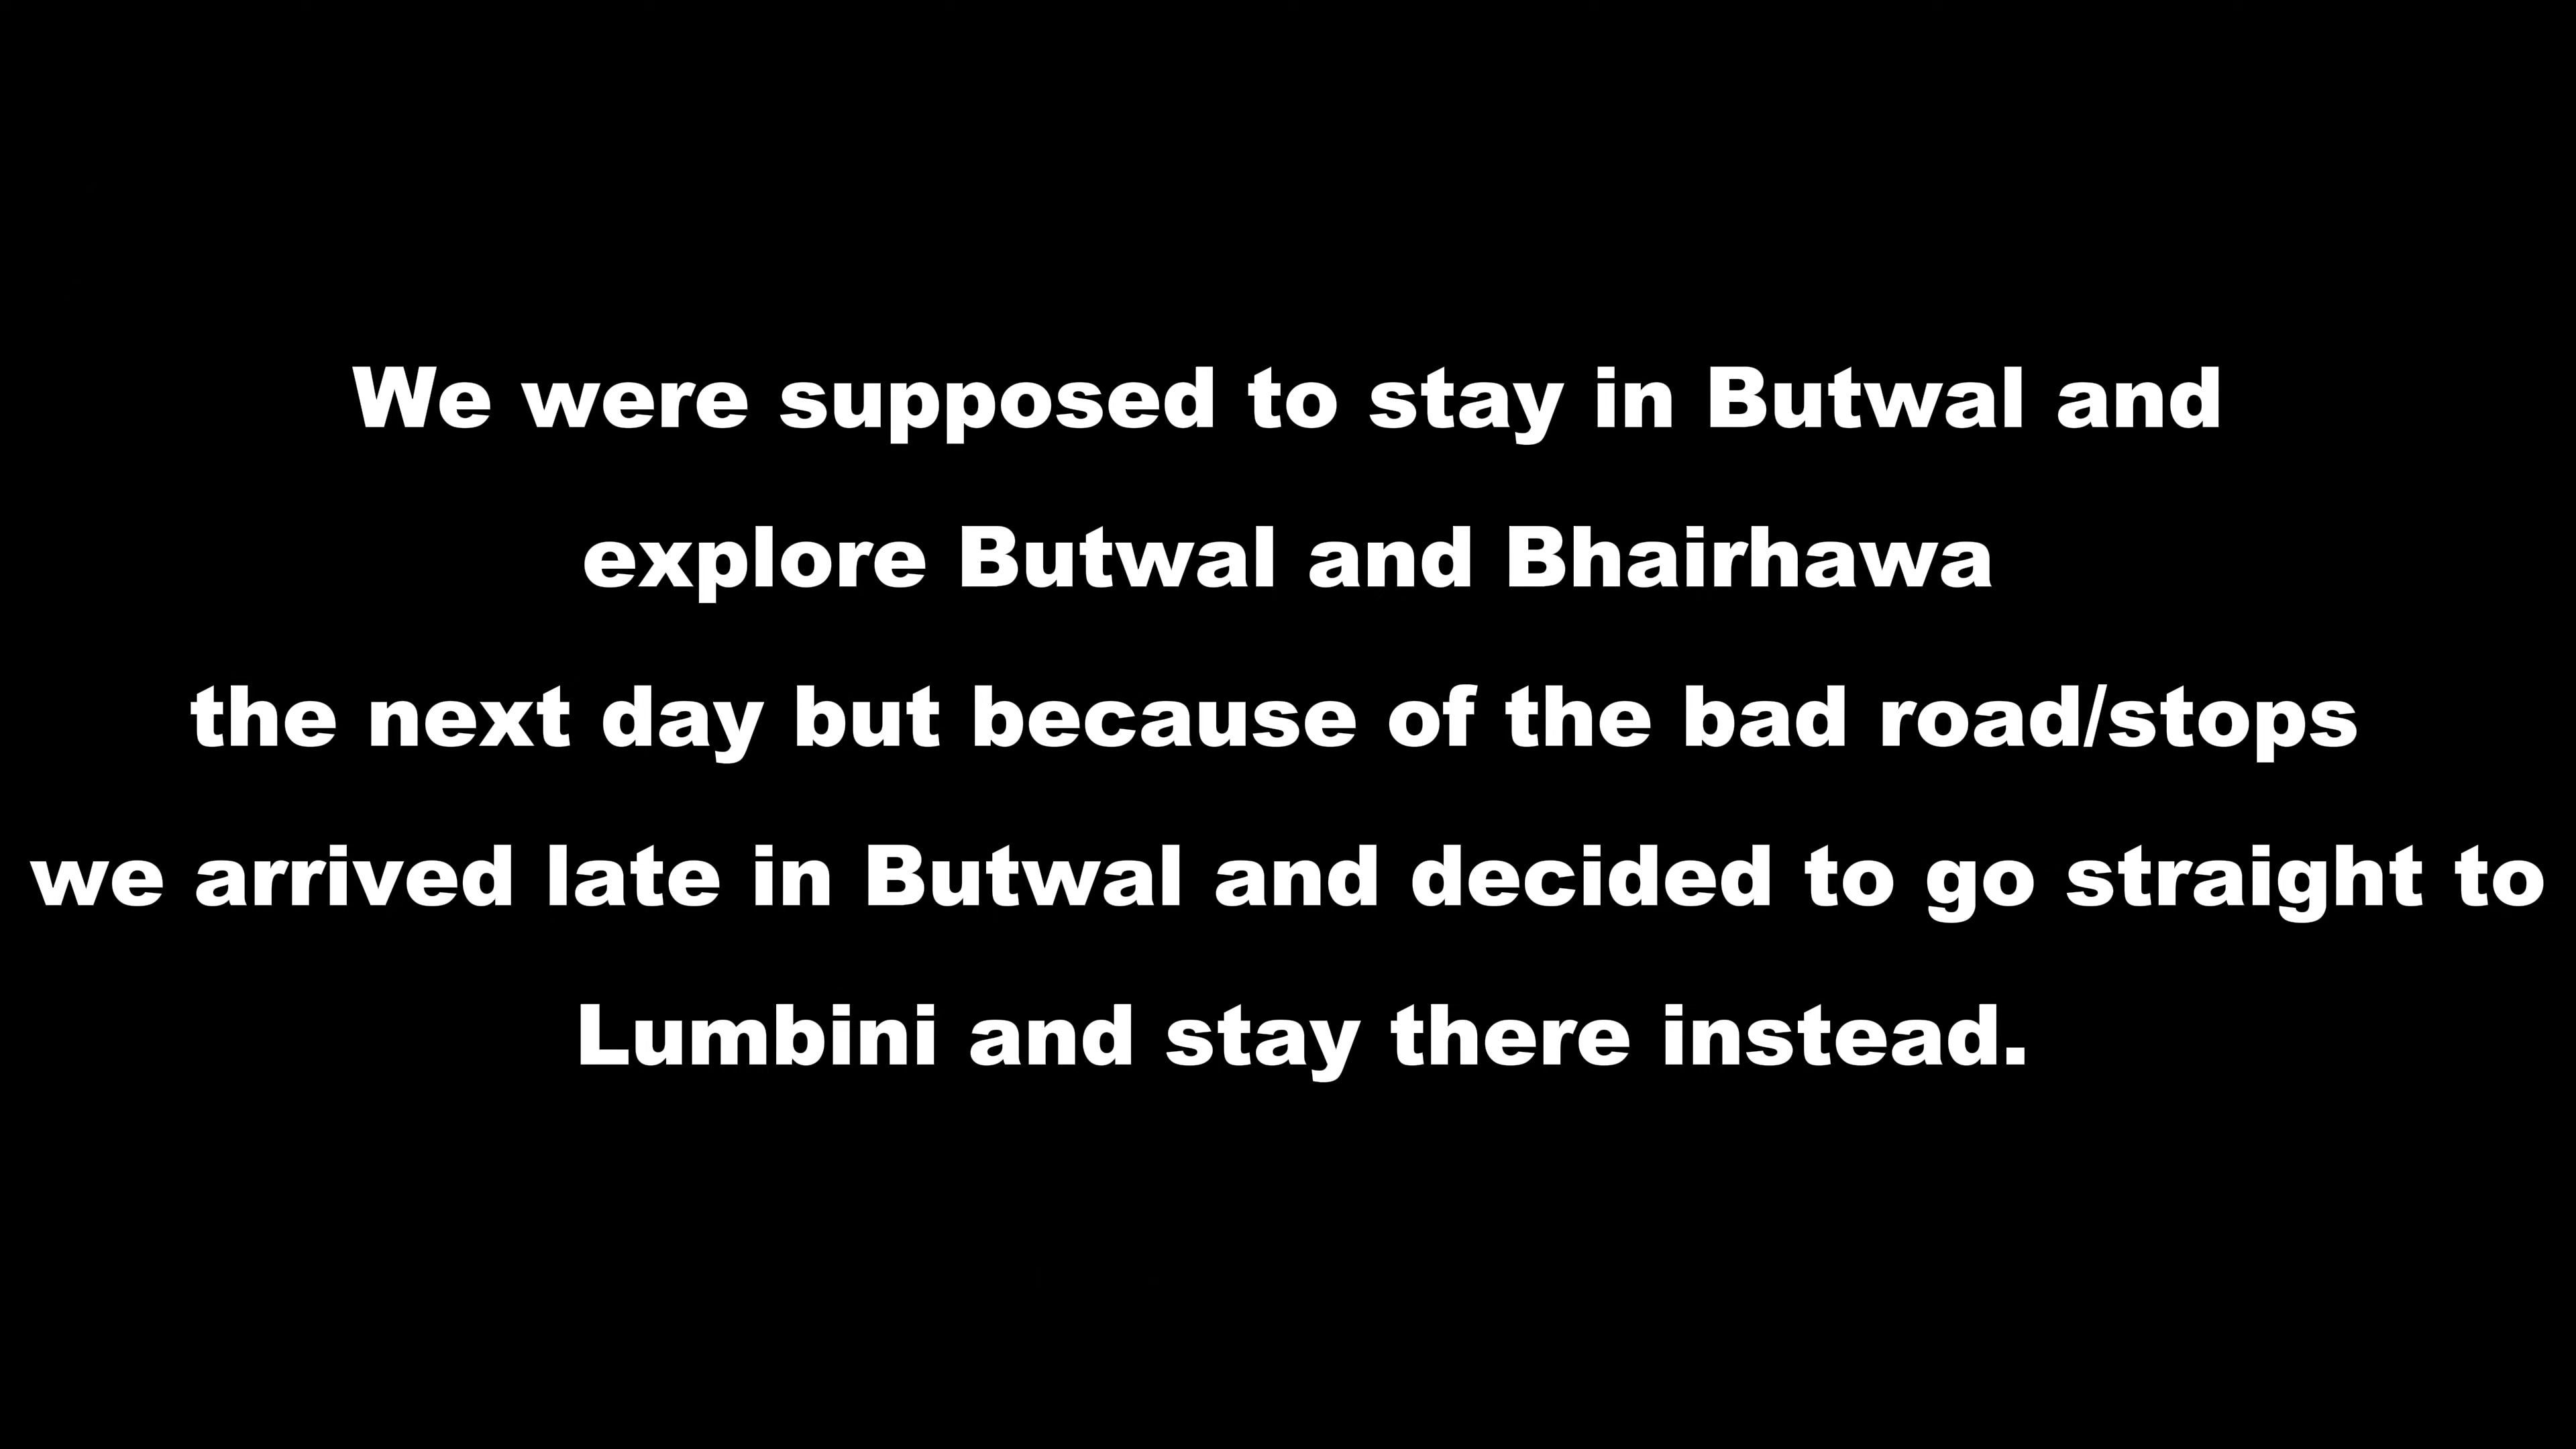 We were supposed to stay in Butwal and
explore Butwal and Bhairhawa
the next day but because of the bad road/stops
we arrived late in Butwal and decided to go straight to
Lumbini and stay there instead.